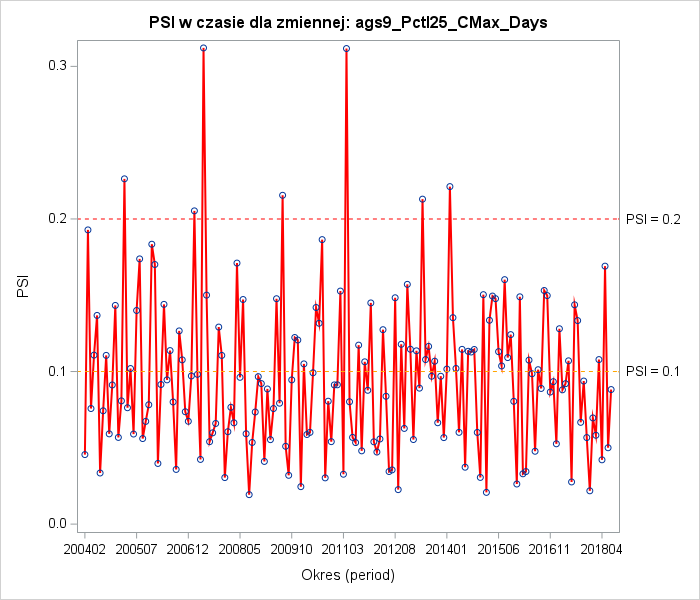 PSI w czasie dla zmiennej: ags9_Pctl25_CMax_Days
0.3
0.2
PSI = 0.2
PSI
0.1
PSI = 0.1
0.0
200402 200507 200612 200805 200910 201103 201208 201401 201506 201611 201804
Okres (period)